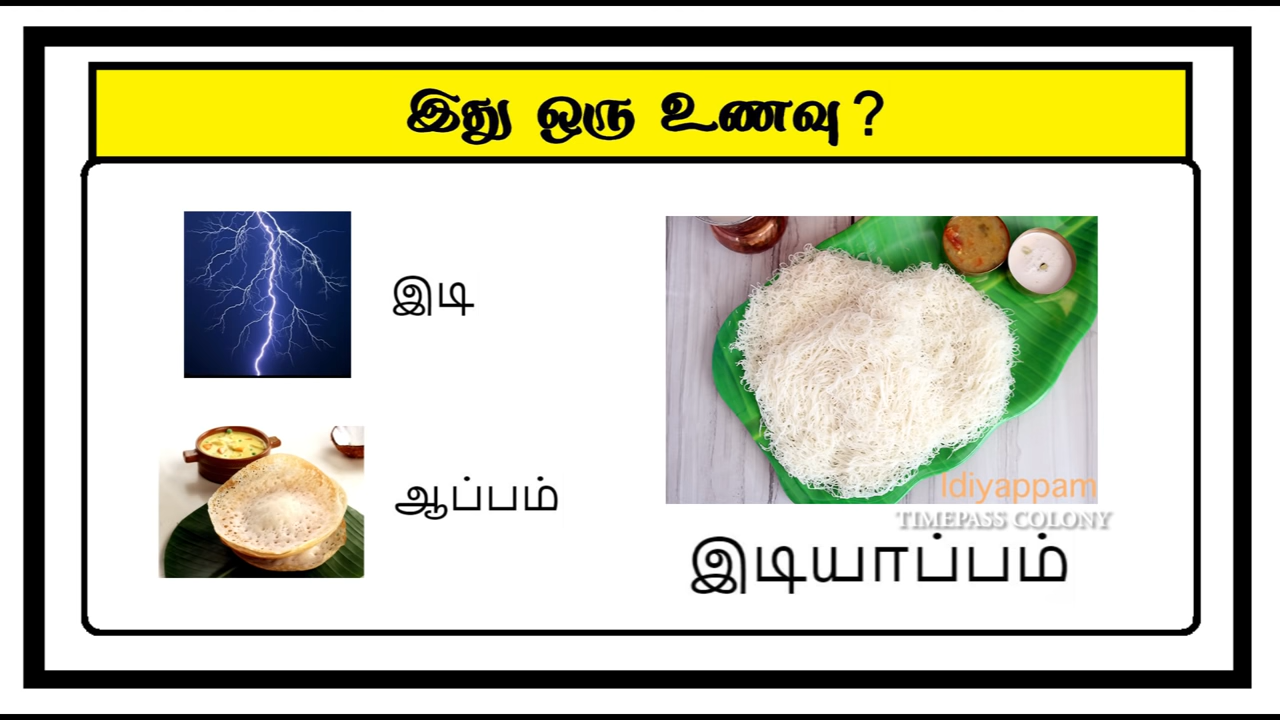 இது ஒரு உணவு ?
இடி
ஆப்பம்
Idiyappam
TIMEPASS COLONY
இடியாப்பம்